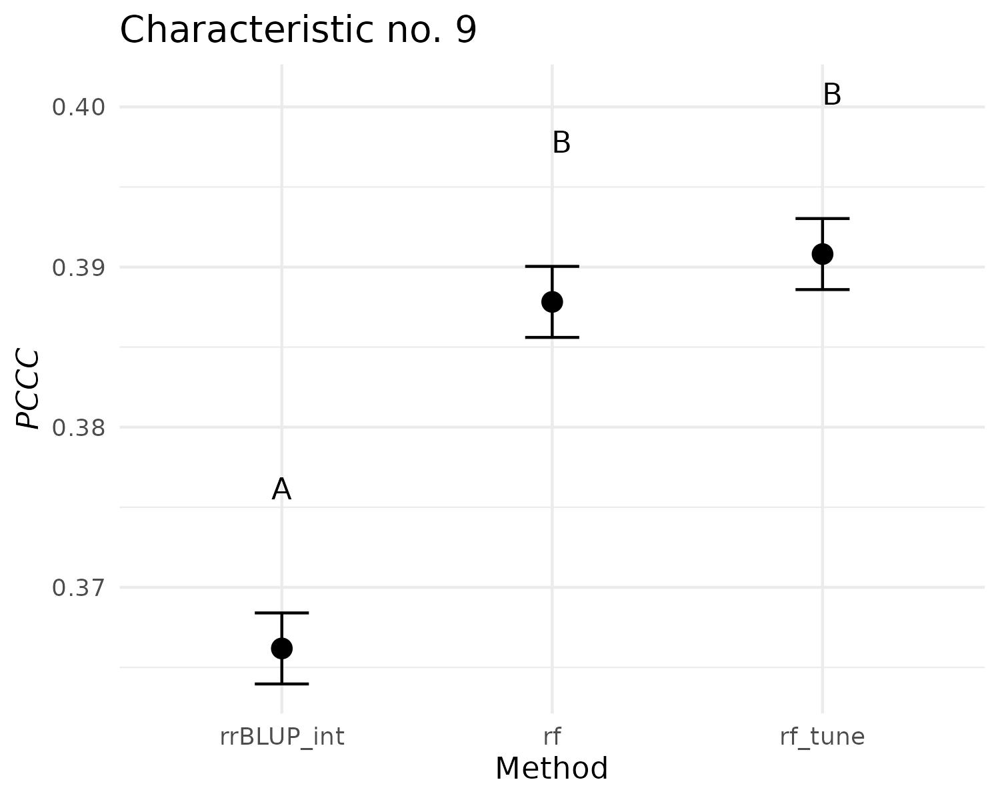 Characteristic no. 9
B
0.40
B
0.39
PCCC
0.38
A
0.37
rrBLUP_int rf rf_tune
Method